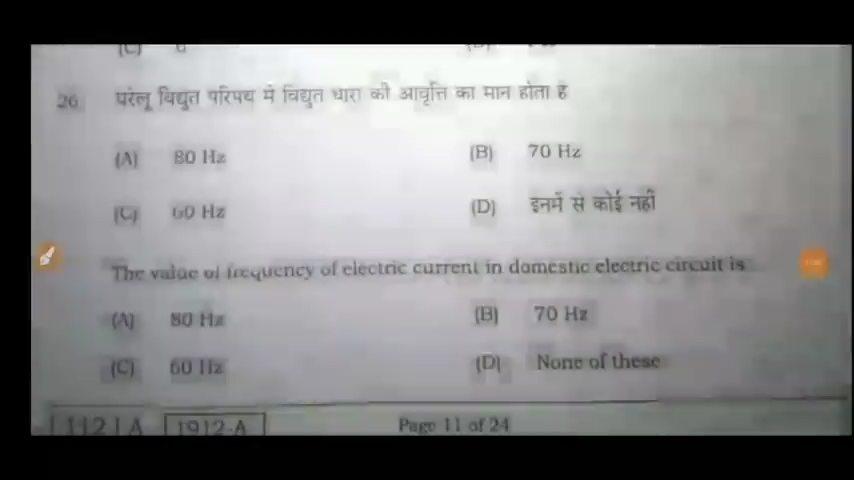 26 घरेलू विद्युत परिपथ में विद्युत धारा की आवृत्ति का मान होता है
(A) 80 Hz (B) 70 Hz
(C) 60 Hz (D) इनमें से कोई नहीं
The value of frequency of electric current in domestic electric circuit is
(A) 80 Hz (B) 70 Hz
(C) 60 Hz (D) None of these
1121A 1912-A Page 11 of 24